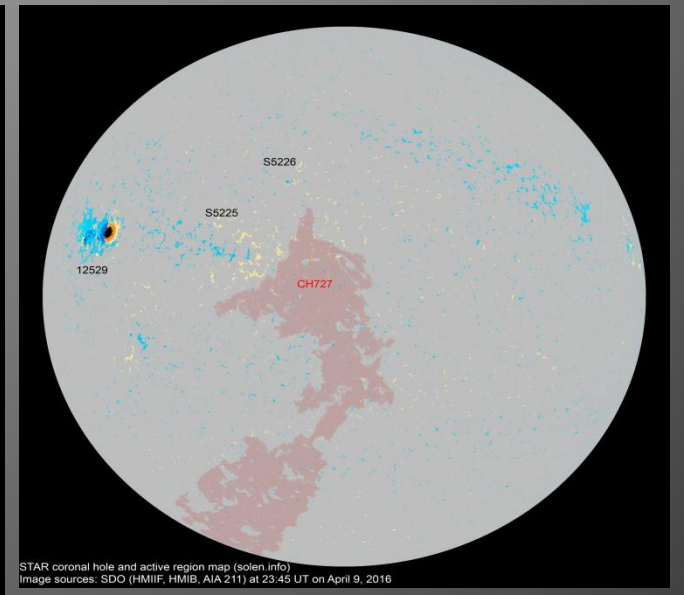 S5226
S5225
12529
CH727
STAR coronal hole and active region map (solen.info)
Image sources: SDO (HMIIF, HMIB, AIA 211) at 23:45 UT on April 9, 2016